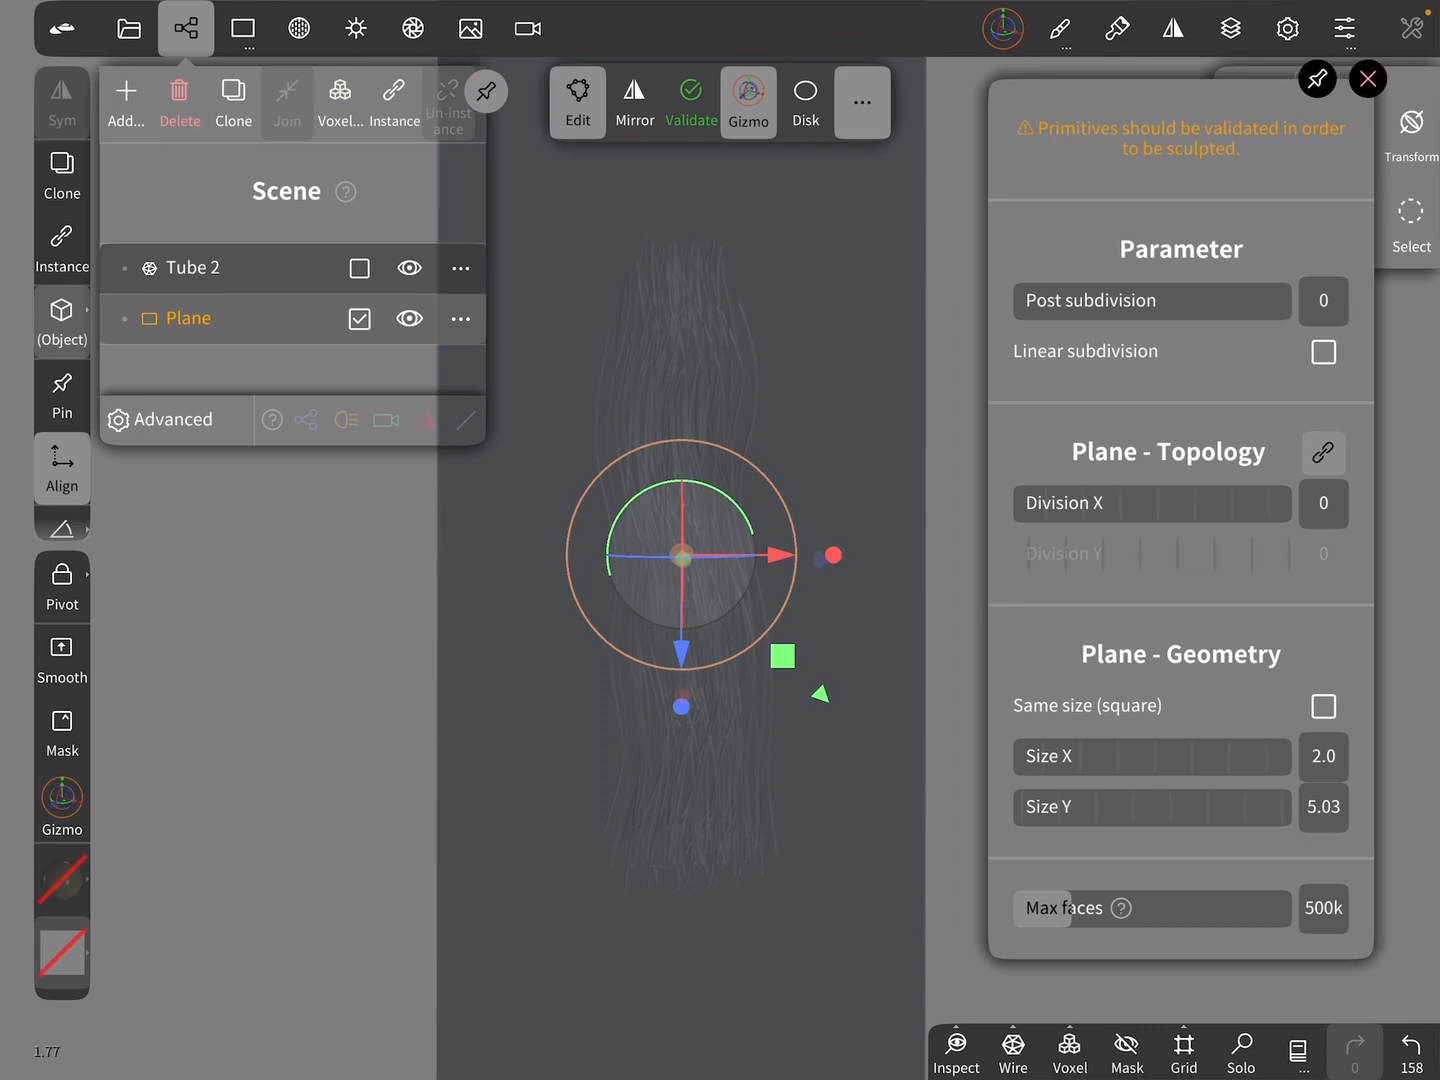 Sym
Clone
Instance
(Object)
Pin
Align
Pivot
Smooth
Mask
Gizmo
1.77
...
Add...
Delete
Clone
Join
Voxel...
Instance
Un-inst
ance
Scene ?
Tube 2
...
Plane
...
Advanced
?
Edit
Mirror
Validate
Gizmo
Disk
...
...
...
Primitives should be validated in order
to be sculpted.
Parameter
Post subdivision 0
Linear subdivision
Plane - Topology
Division X 0
Division Y 0
Plane - Geometry
Same size (square)
Size X 2.0
Size Y 5.03
Max faces ? 500k
Transform
Select
Inspect
Wire
Voxel
Mask
Grid
Solo
...
0
158